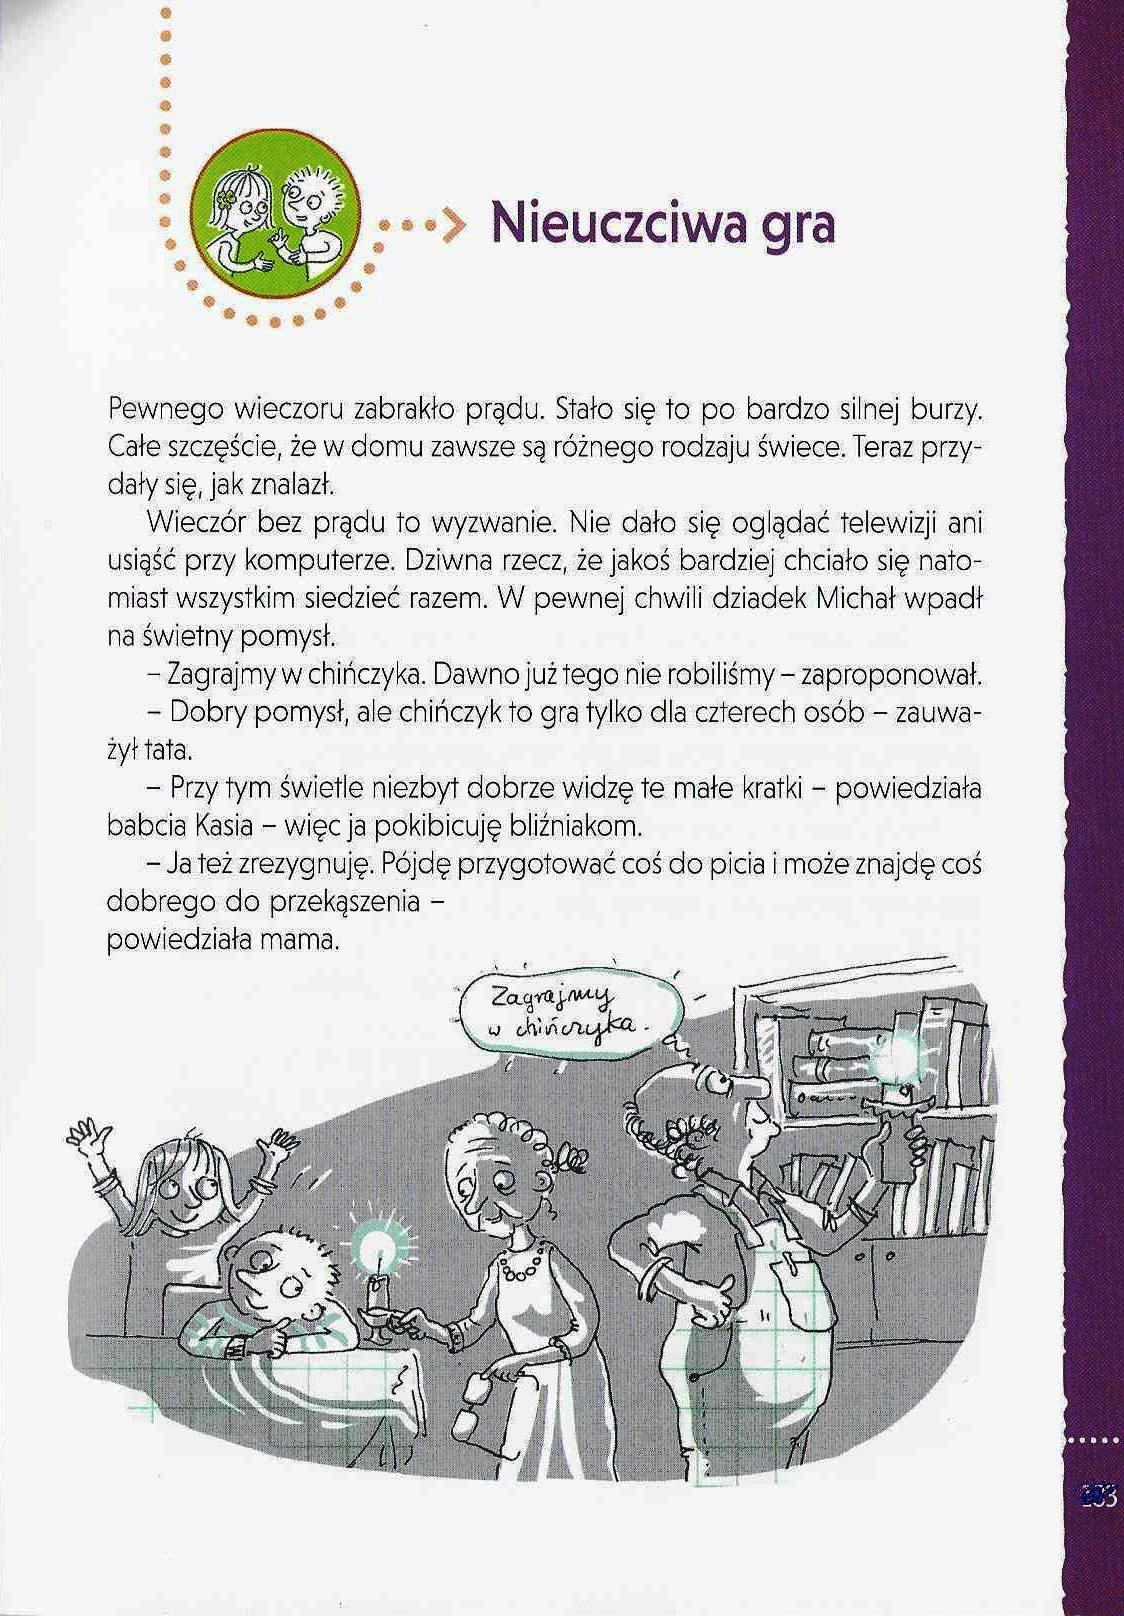 Nieuczciwa gra
Pewnego wieczoru zabrakło prądu. Stało się to po bardzo silnej burzy.
Całe szczęście, że w domu zawsze są różnego rodzaju świece. Teraz przy-
dały się, jak znalazł.
Wieczór bez prądu to wyzwanie. Nie dało się oglądać telewizji ani
usiąść przy komputerze. Dziwna rzecz, że jakoś bardziej chciało się nato-
miast wszystkim siedzieć razem. W pewnej chwili dziadek Michał wpadł
na świetny pomysł.
– Zagrajmy w chińczyka. Dawno już tego nie robiliśmy – zaproponował.
– Dobry pomysł, ale chińczyk to gra tylko dla czterech osób – zauwa-
żył tata.
– Przy tym świetle niezbyt dobrze widzę te małe kratki – powiedziała
babcia Kasia – więc ja pokibicuję bliźniakom.
– Ja też zrezygnuję. Pójdę przygotować coś do picia i może znajdę coś
dobrego do przekąszenia –
powiedziała mama.
Zagrajmy
w chińczyka.